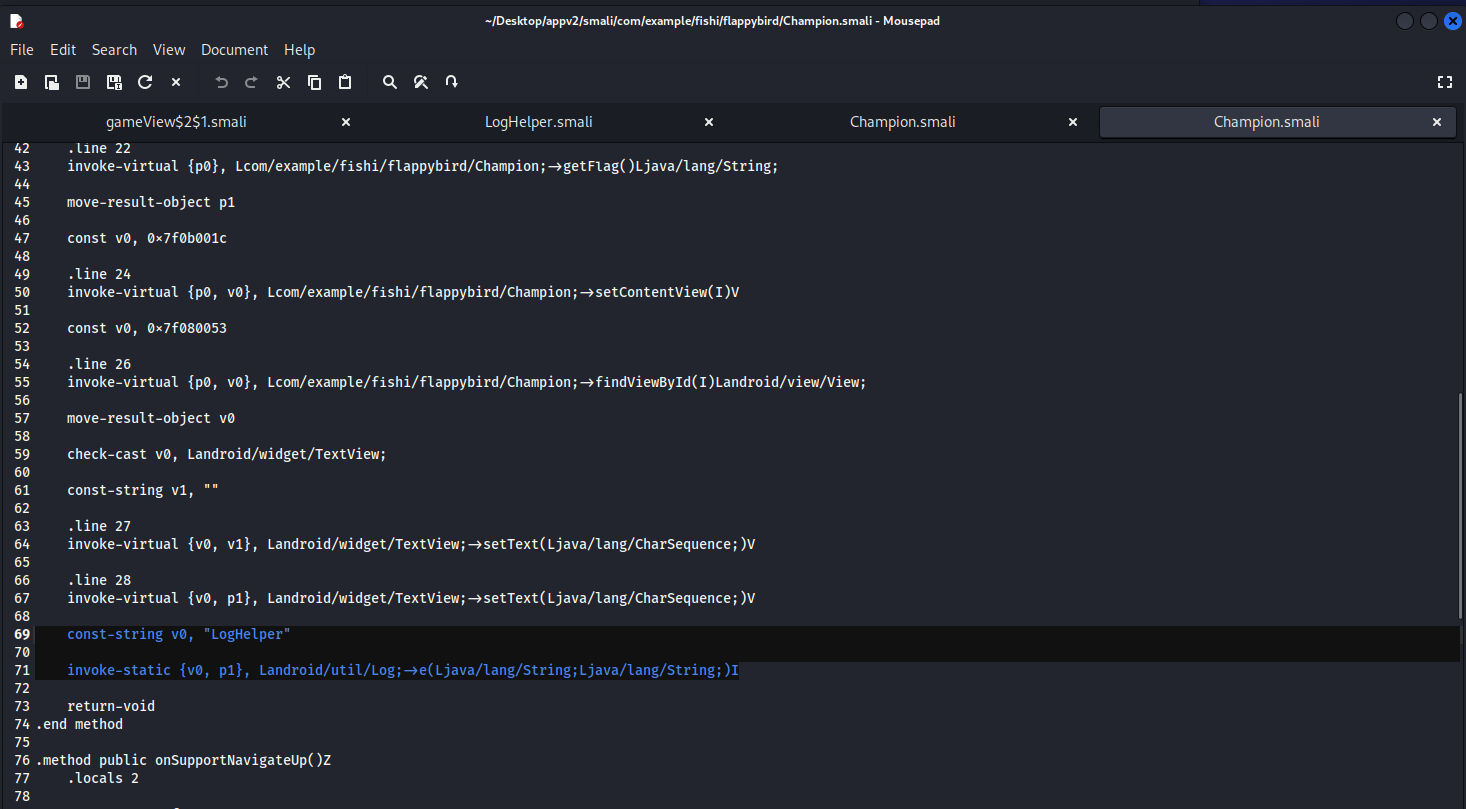 ~/Desktop/appv2/smali/com/example/fishi/flappybird/Champion.smali - Mousepad
File Edit Search View Document Help
gameView$2$1.smali LogHelper.smali Champion.smali Champion.smali
42 .line 22
43 invoke-virtual {p0}, Lcom/example/fishi/flappybird/Champion;->getFlag()Ljava/lang/String;
44
45 move-result-object p1
46
47 const v0, 0×7f0b001c
48
49 .line 24
50 invoke-virtual {p0, v0}, Lcom/example/fishi/flappybird/Champion;->setContentView(I)V
51
52 const v0, 0×7f080053
53
54 .line 26
55 invoke-virtual {p0, v0}, Lcom/example/fishi/flappybird/Champion;->findViewById(I)Landroid/view/View;
56
57 move-result-object v0
58
59 check-cast v0, Landroid/widget/TextView;
60
61 const-string v1, ""
62
63 .line 27
64 invoke-virtual {v0, v1}, Landroid/widget/TextView;->setText(Ljava/lang/CharSequence;)V
65
66 .line 28
67 invoke-virtual {v0, p1}, Landroid/widget/TextView;->setText(Ljava/lang/CharSequence;)V
68
69 const-string v0, "LogHelper"
70
71 invoke-static {v0, p1}, Landroid/util/Log;->e(Ljava/lang/String;Ljava/lang/String;)I
72
73 return-void
74 .end method
75
76 .method public onSupportNavigateUp()Z
77 .locals 2
78